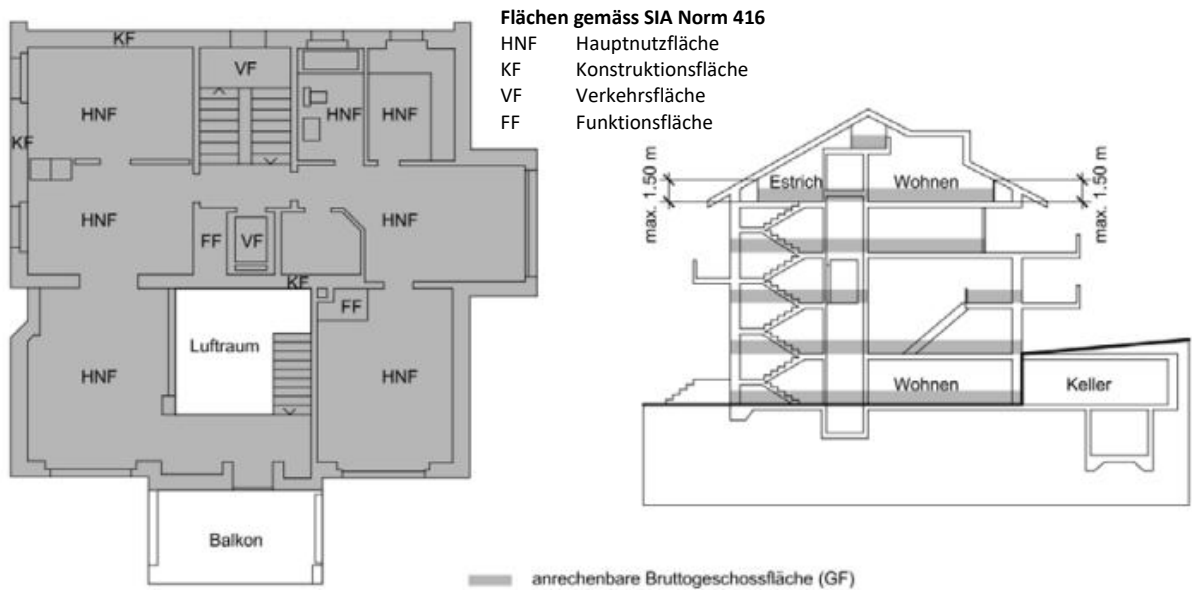 Flächen gemäss SIA Norm 416
HNF Hauptnutzfläche
KF Konstruktionsfläche
VF Verkehrsfläche
FF Funktionsfläche
KF
VF
HNF
HNF
HNF
KF
HNF
FF
VF
HNF
KF
FF
Luftraum
HNF
HNF
Balkon
max. 1.50 m
Estrich
Wohnen
max. 1.50 m
Wohnen
Keller
anrechenbare Bruttogeschossfläche (GF)